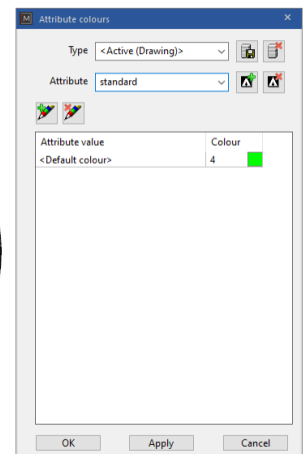 M Attribute colours ×
Type <Active (Drawing)>
Attribute standard
Attribute value Colour
<Default colour> 4
OK Apply Cancel